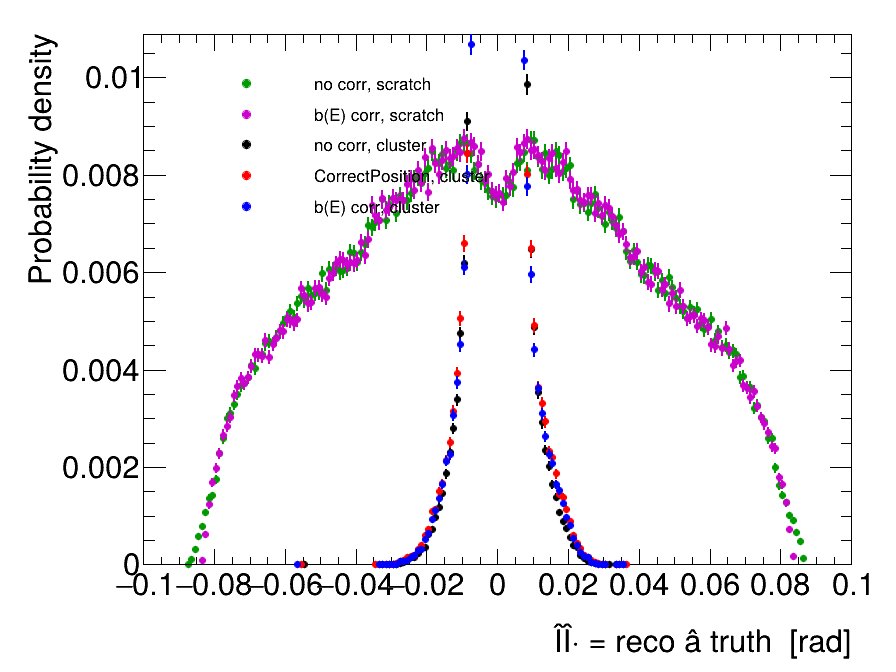 Probability density
0.01
0.008
0.006
0.004
0.002
0
no corr, scratch
b(E) corr, scratch
no corr, cluster
CorrectPosition, cluster
b(E) corr, cluster
−0.1 −0.08 −0.06 −0.04 −0.02 0 0.02 0.04 0.06 0.08 0.1
ÎÎ· = reco â truth [rad]